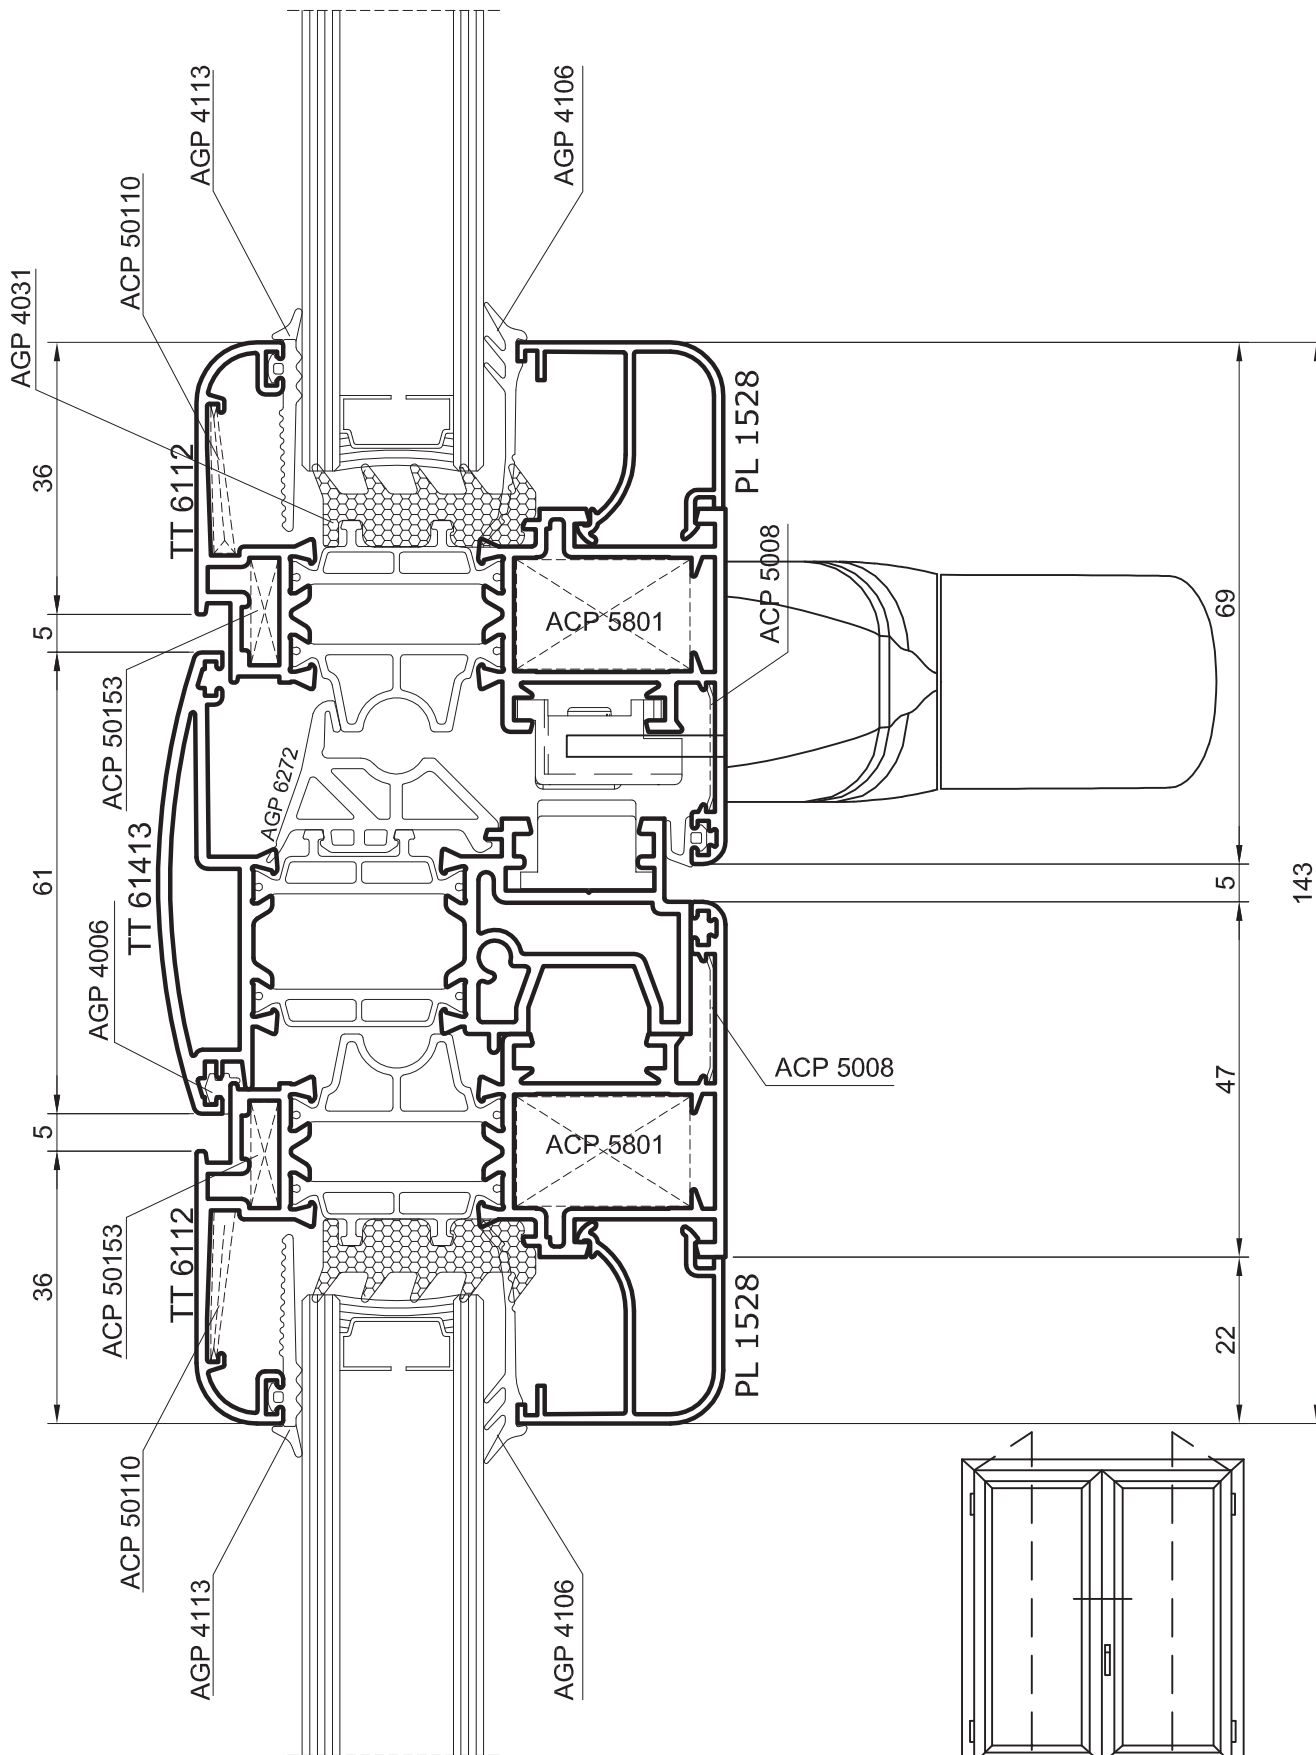 AGP 4113
AGP 4106
ACP 50110
AGP 4031
36
TT 6112
PL 1528
5
ACP 5801
ACP 5008
69
ACP 50153
AGP 6272
TT 61413
61
5
143
AGP 4006
ACP 5008
47
5
ACP 5801
ACP 50153
TT 6112
PL 1528
36
22
ACP 50110
AGP 4113
AGP 4106